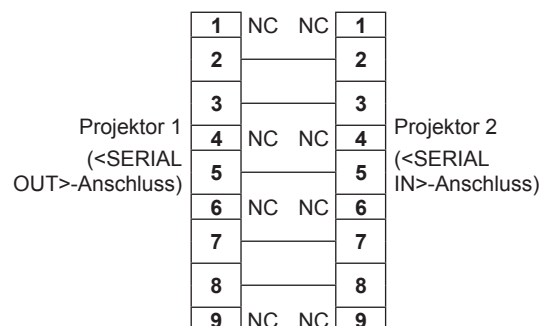 1 NC NC 1
2 2
3 3
Projektor 1
(<SERIAL
OUT>-Anschluss)
4 NC NC 4
Projektor 2
(<SERIAL
IN>-Anschluss)
5 5
6 NC NC 6
7 7
8 8
9 NC NC 9